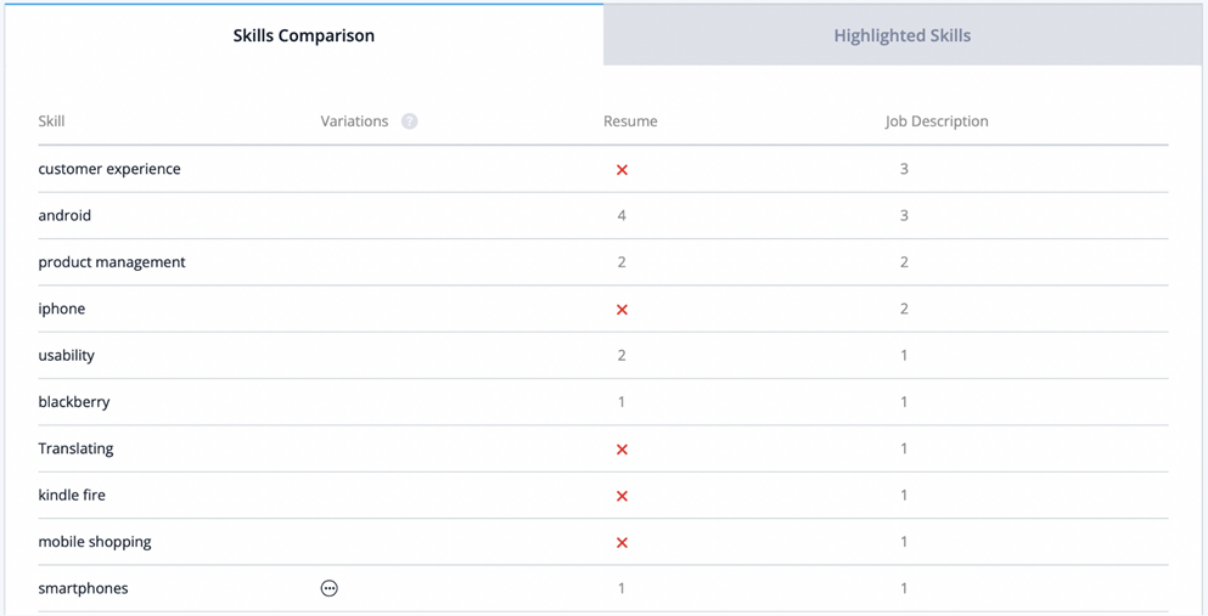 Skills Comparison Highlighted Skills
Skill Variations ? Resume Job Description
customer experience × 3
android 4 3
product management 2 2
iphone × 2
usability 2 1
blackberry 1 1
Translating × 1
kindle fire × 1
mobile shopping × 1
smartphones 1 1